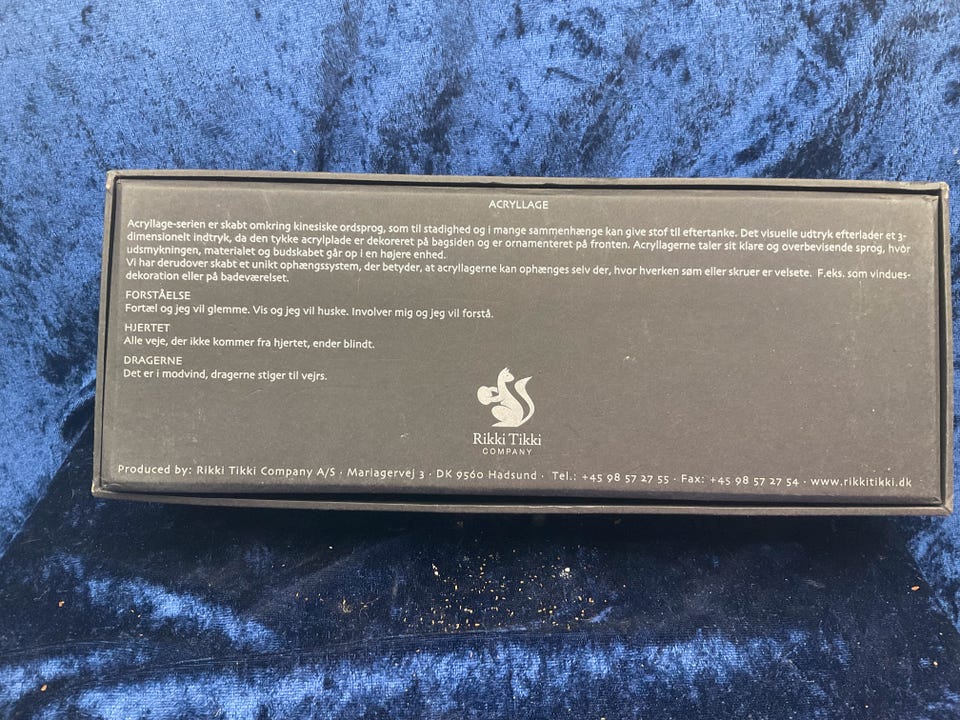 ACRYLLAGE
Acryllage-serien er skabt omkring kinesiske ordsprog, som til stadighed og i mange sammenhænge kan give stof til eftertanke. Det visuelle udtryk efterlader et 3-
dimensionelt indtryk, da den tykke acrylplade er dekoreret på bagsiden og er ornamenteret på fronten. Acryllagerne taler sit klare og overbevisende sprog, hvor
udsmykningen, materialet og budskabet går op i en højere enhed.
Vi har derudover skabt et unikt ophængssystem, der betyder, at acryllagerne kan ophænges selv der, hvor hverken søm eller skruer er velsete. F.eks. som vindues-
dekoration eller på badeværelset.
FORSTÅELSE
Fortæl og jeg vil glemme. Vis og jeg vil huske. Involver mig og jeg vil forstå.
HJERTET
Alle veje, der ikke kommer fra hjertet, ender blindt.
DRAGERNE
Det er i modvind, dragerne stiger til vejrs.
Rikki Tikki
COMPANY
Produced by: Rikki Tikki Company A/S · Mariagervej 3 · DK 9560 Hadsund · Tel.: +45 98 57 27 55 · Fax: +45 98 57 27 54 · www.rikkitikki.dk